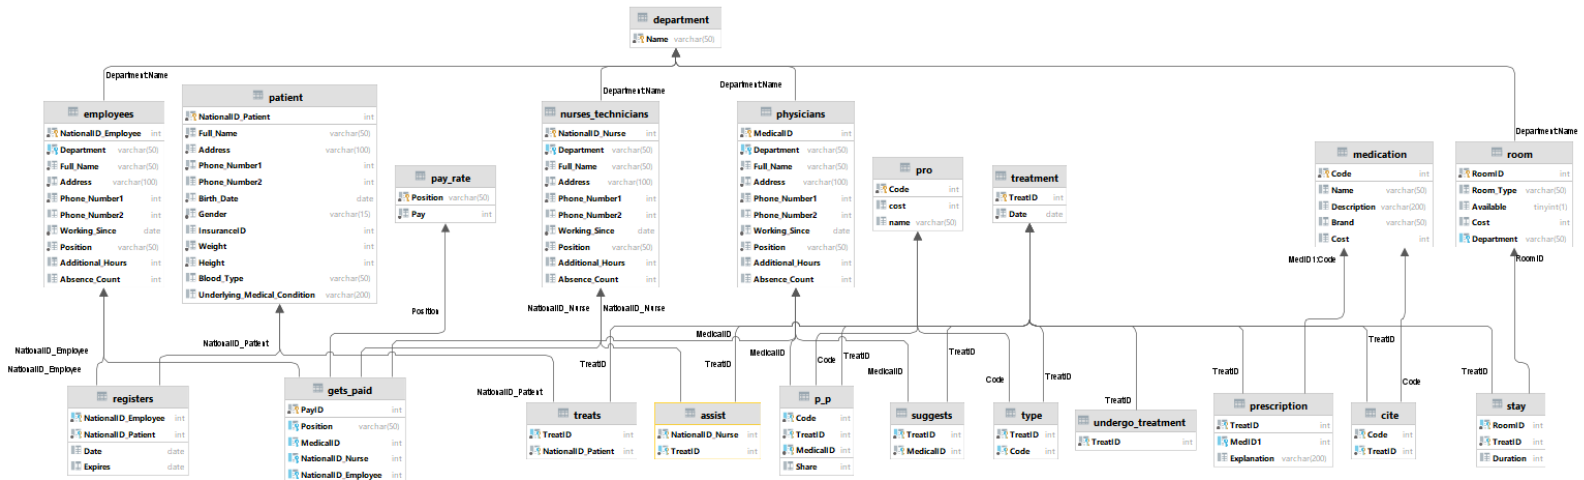 department
Name varchar(50)
Department:Name
Department:Name
Department:Name
Department:Name
employees
NationalID_Employee int
Department varchar(50)
Full_Name varchar(50)
Address varchar(100)
Phone_Number1 int
Phone_Number2 int
Working_Since date
Position varchar(50)
Additional_Hours int
Absence_Count int
patient
NationalID_Patient int
Full_Name varchar(50)
Address varchar(100)
Phone_Number1 int
Phone_Number2 int
Birth_Date date
Gender varchar(15)
InsuranceID int
Weight int
Height int
Blood_Type varchar(50)
Underlying_Medical_Condition varchar(200)
pay_rate
Position varchar(50)
Pay int
nurses_technicians
NationalID_Nurse int
Department varchar(50)
Full_Name varchar(50)
Address varchar(100)
Phone_Number1 int
Phone_Number2 int
Working_Since date
Position varchar(50)
Additional_Hours int
Absence_Count int
physicians
MedicalID int
Department varchar(50)
Full_Name varchar(50)
Address varchar(100)
Phone_Number1 int
Phone_Number2 int
Working_Since date
Position varchar(50)
Additional_Hours int
Absence_Count int
pro
Code int
cost int
name varchar(50)
treatment
TreatID int
Date date
medication
Code int
Name varchar(50)
Description varchar(200)
Brand varchar(50)
Cost int
room
RoomID int
Room_Type varchar(50)
Available tinyint(1)
Cost int
Department varchar(50)
MedID1:Code
RoomID
Position
NationalID_Nurse
NationalID_Nurse
MedicalID
NationalID_Employee
NationalID_Patient
NationalID_Employee
TreatID
TreatID
MedicalID
Code
TreatID
MedicalID
TreatID
Code
TreatID
TreatID
TreatID
TreatID
Code
TreatID
NationalID_Patient
registers
NationalID_Employee int
NationalID_Patient int
Date date
Expires date
gets_paid
PayID int
Position varchar(50)
MedicalID int
NationalID_Nurse int
NationalID_Employee int
treats
TreatID int
NationalID_Patient int
assist
NationalID_Nurse int
TreatID int
p_p
Code int
TreatID int
MedicalID int
Share int
suggests
TreatID int
MedicalID int
type
TreatID int
Code int
undergo_treatment
TreatID int
prescription
TreatID int
MedID1 int
Explanation varchar(200)
cite
Code int
TreatID int
stay
RoomID int
TreatID int
Duration int